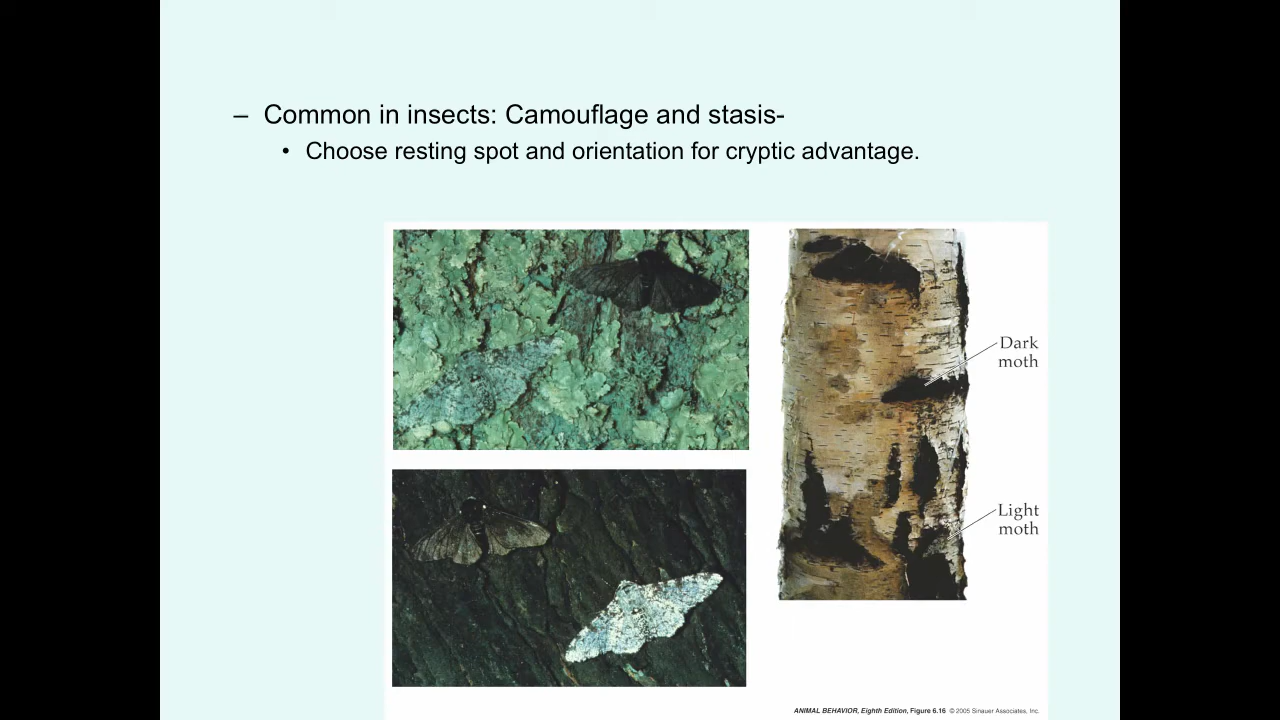 – Common in insects: Camouflage and stasis-
• Choose resting spot and orientation for cryptic advantage.
Dark
moth
Light
moth
ANIMAL BEHAVIOR, Eighth Edition, Figure 6.16 © 2005 Sinauer Associates, Inc.